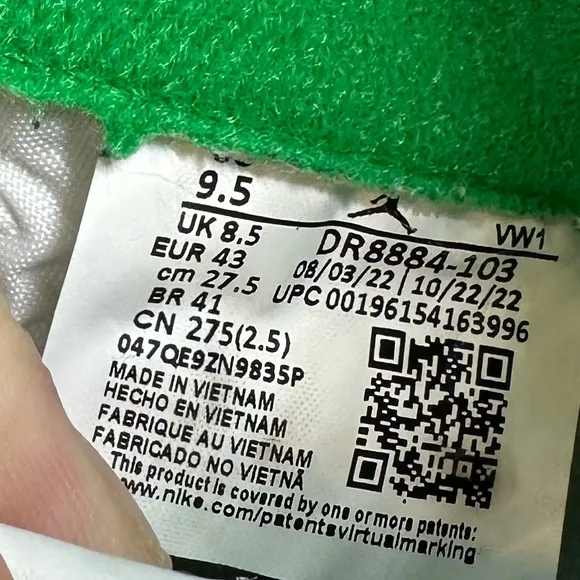 9.5
UK 8.5
EUR 43
cm 27.5
BR 41
CN 275(2.5)
VW1
DR8884-103
08/03/22 | 10/22/22
UPC 00196154163996
047QE9ZN9835P
MADE IN VIETNAM
HECHO EN VIETNAM
FABRIQUE AU VIETNAM
FABRICADO NO VIETNÃ
This product is covered by one or more patents:
www.nike.com/patentsvirtualmarking